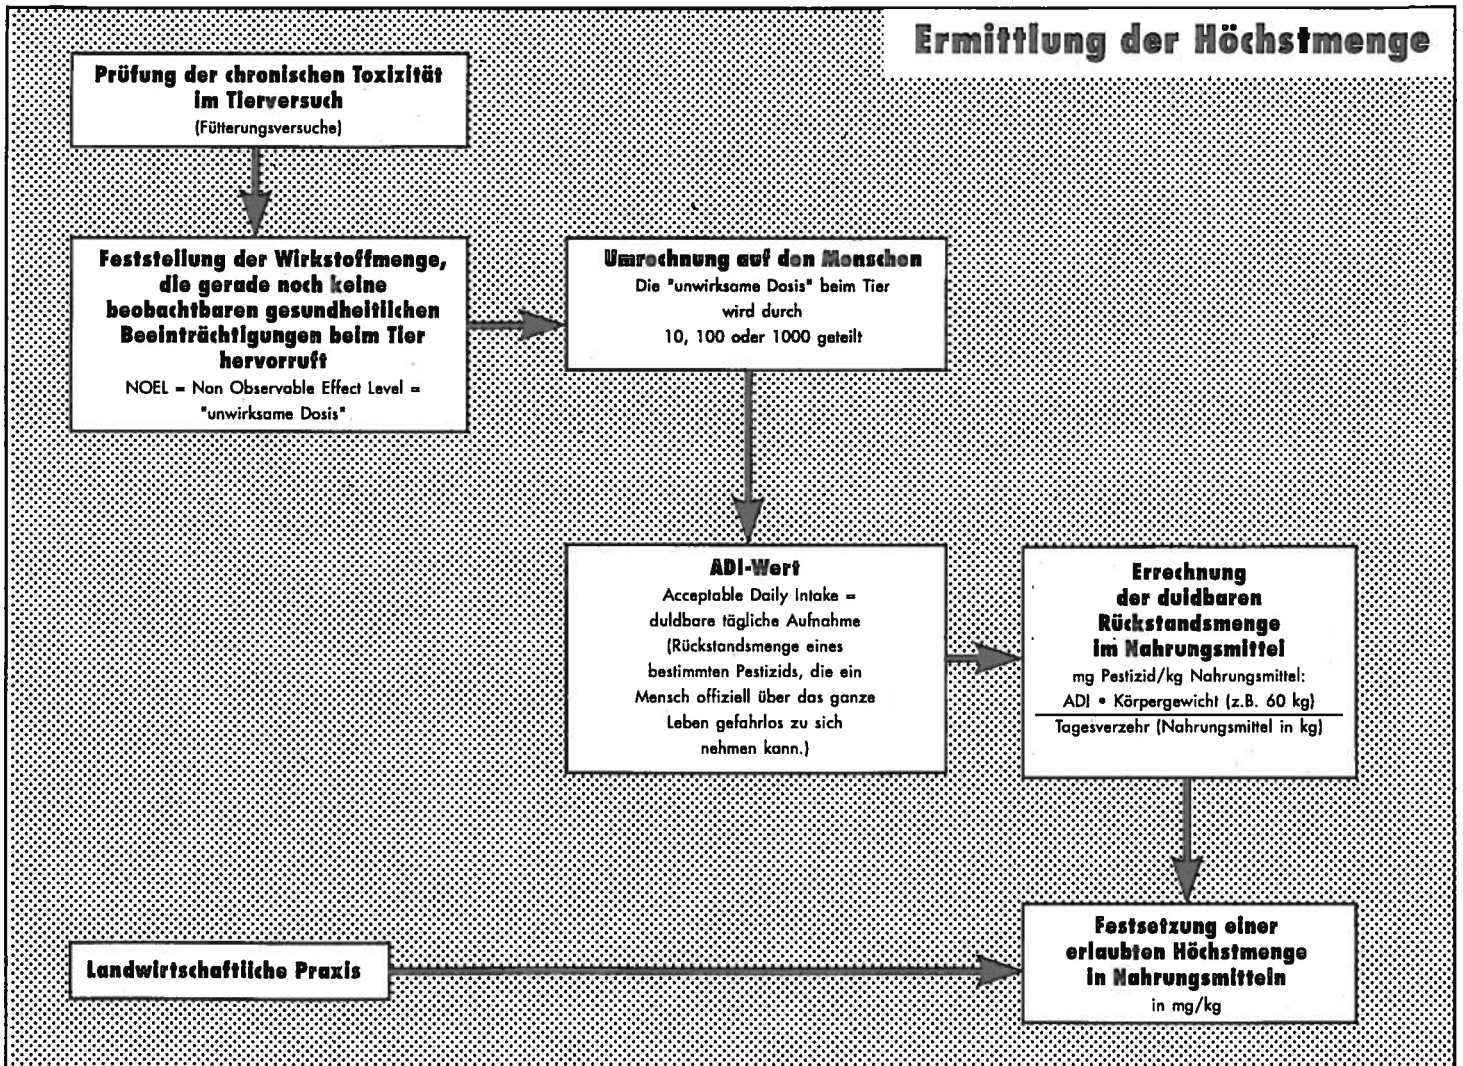 Ermittlung der Höchstmenge
Prüfung der chronischen Toxizität
im Tierversuch
(Fütterungsversuche)
Feststellung der Wirkstoffmenge,
die gerade noch keine
beobachtbaren gesundheitlichen
Beeinträchtigungen beim Tier
hervorruft
NOEL = Non Observable Effect Level =
"unwirksame Dosis"
Umrechnung auf den Menschen
Die "unwirksame Dosis" beim Tier
wird durch
10, 100 oder 1000 geteilt
ADI-Wert
Acceptable Daily Intake =
duldbare tägliche Aufnahme
(Rückstandsmenge eines
bestimmten Pestizids, die ein
Mensch offiziell über das ganze
Leben gefahrlos zu sich
nehmen kann.)
Errechnung
der duldbaren
Rückstandsmenge
im Nahrungsmittel
mg Pestizid/kg Nahrungsmittel:
ADI • Körpergewicht (z.B. 60 kg)
Tagesverzehr (Nahrungsmittel in kg)
Landwirtschaftliche Praxis
Festsetzung einer
erlaubten Höchstmenge
in Nahrungsmitteln
in mg/kg